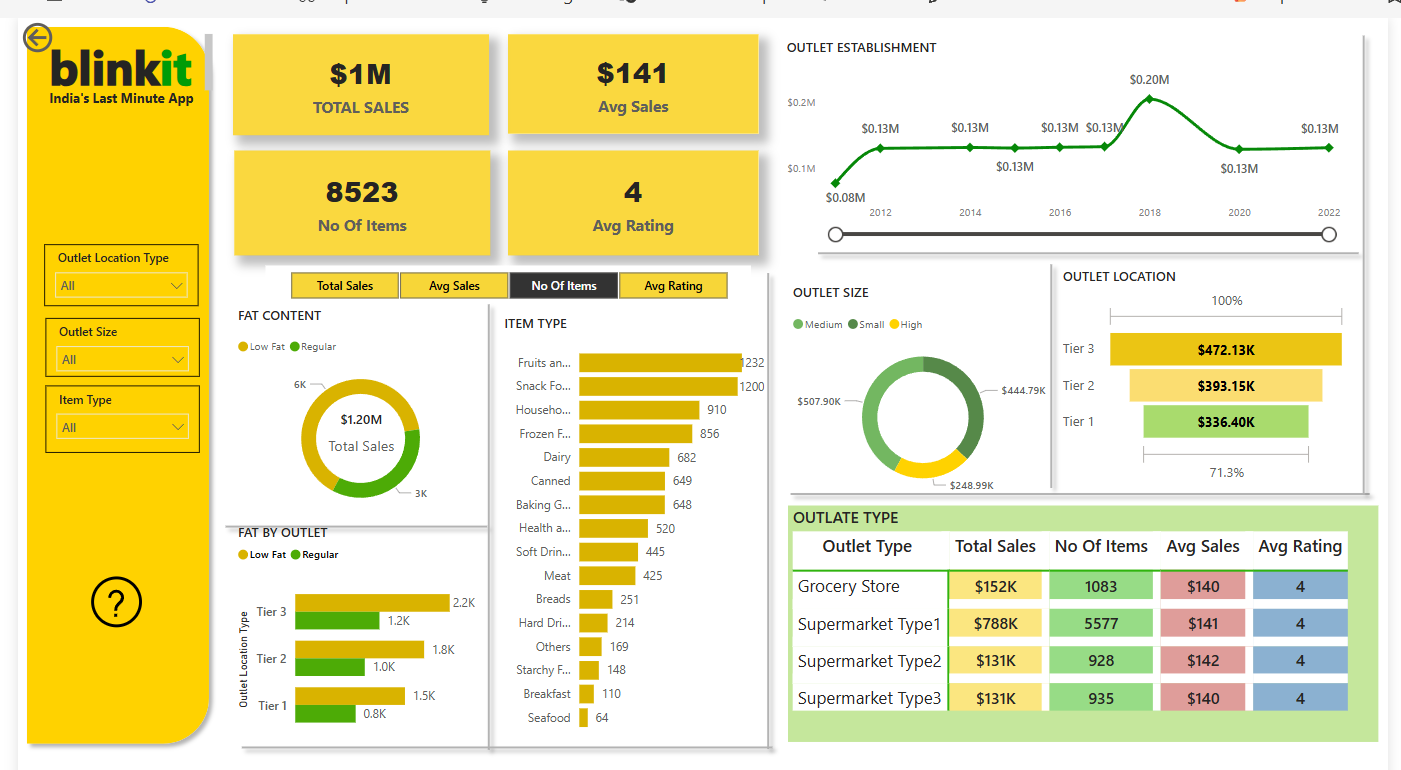 blinkit
India's Last Minute App
Outlet Location Type
All
Outlet Size
All
Item Type
All
?
$1M
TOTAL SALES
$141
Avg Sales
8523
No Of Items
4
Avg Rating
Total Sales Avg Sales No Of Items Avg Rating
FAT CONTENT
Low Fat Regular
6K
$1.20M
Total Sales
3K
FAT BY OUTLET
Low Fat Regular
Outlet Location Type
Tier 3 2.2K
1.2K
Tier 2 1.8K
1.0K
Tier 1 1.5K
0.8K
ITEM TYPE
Fruits an... 1232
Snack Fo... 1200
Househo... 910
Frozen F... 856
Dairy 682
Canned 649
Baking G... 648
Health a... 520
Soft Drin... 445
Meat 425
Breads 251
Hard Dri... 214
Others 169
Starchy F... 148
Breakfast 110
Seafood 64
OUTLET ESTABLISHMENT
$0.20M
$0.2M
$0.13M $0.13M $0.13M $0.13M $0.13M
$0.1M $0.13M $0.13M
$0.08M
2012 2014 2016 2018 2020 2022
OUTLET SIZE
Medium Small High
$507.90K $444.79K
$248.99K
OUTLET LOCATION
100%
Tier 3 $472.13K
Tier 2 $393.15K
Tier 1 $336.40K
71.3%
OUTLATE TYPE
Outlet Type Total Sales No Of Items Avg Sales Avg Rating
Grocery Store $152K 1083 $140 4
Supermarket Type1 $788K 5577 $141 4
Supermarket Type2 $131K 928 $142 4
Supermarket Type3 $131K 935 $140 4